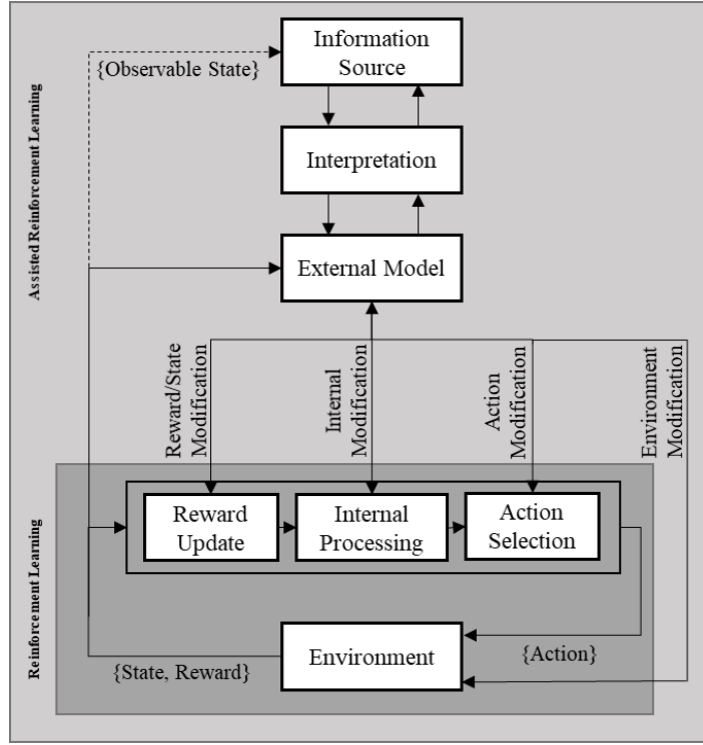 Information
Source
{Observable State}
Interpretation
Assisted Reinforcement Learning
External Model
Reward/State
Modification
Internal
Modification
Action
Modification
Environment
Modification
Reward
Update
Internal
Processing
Action
Selection
Reinforcement Learning
Environment
{State, Reward}
{Action}